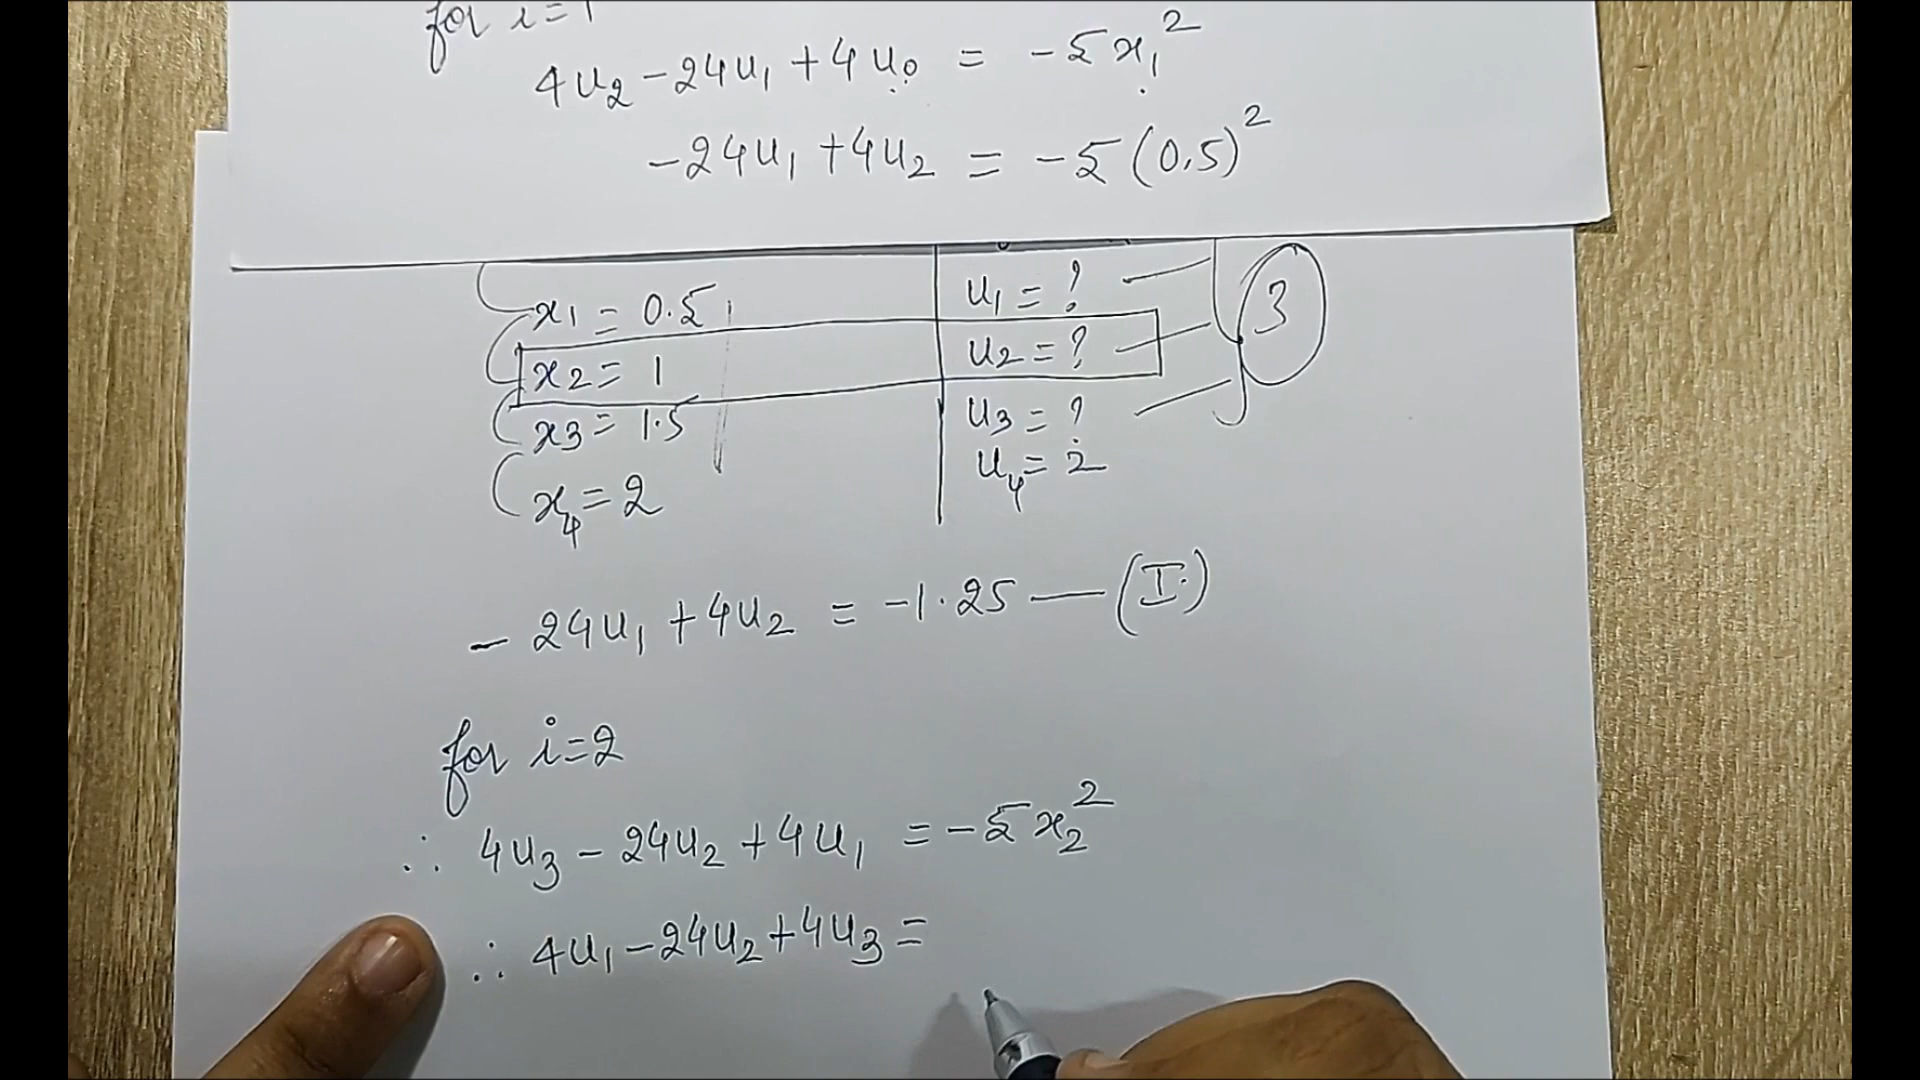 for i=1
4u₂ - 24u₁ + 4u₀ = -5x₁²
-24u₁ + 4u₂ = -5(0.5)²
x₁ = 0.5 u₁ = ?
x₂ = 1 u₂ = ?
3
x₃ = 1.5 u₃ = ?
x₄ = 2 u₄ = 2
- 24u₁ + 4u₂ = -1.25 — (I.)
for i=2
∴ 4u₃ - 24u₂ + 4u₁ = -5x₂²
∴ 4u₁ - 24u₂ + 4u₃ =